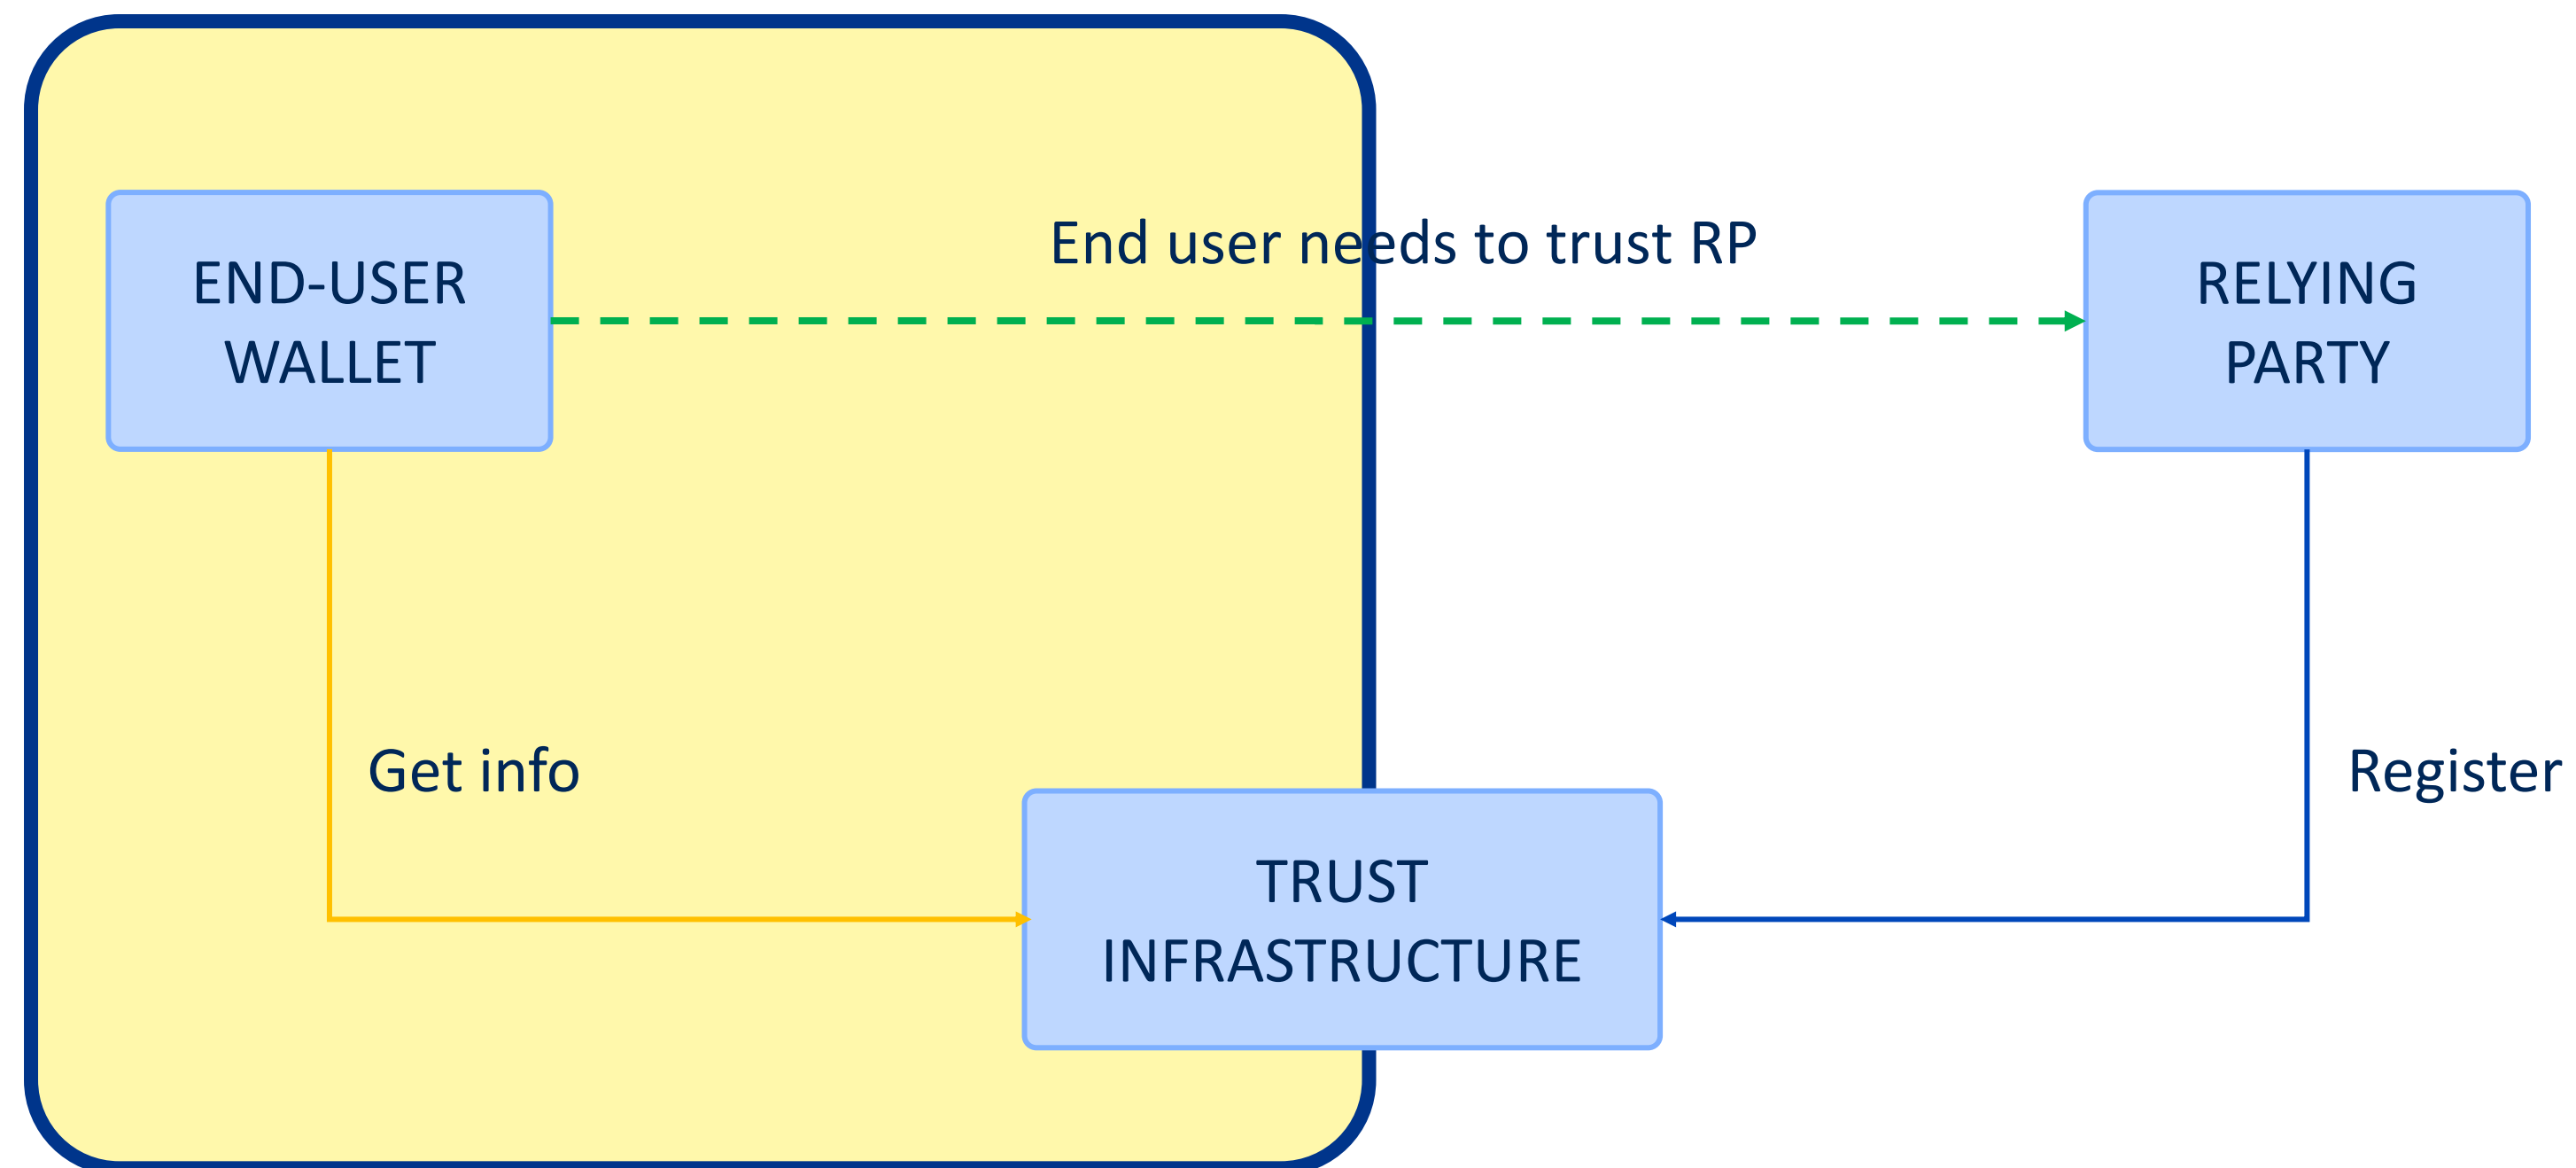 End user needs to trust RP
END-USER
WALLET
RELYING
PARTY
Get info
Register
TRUST
INFRASTRUCTURE